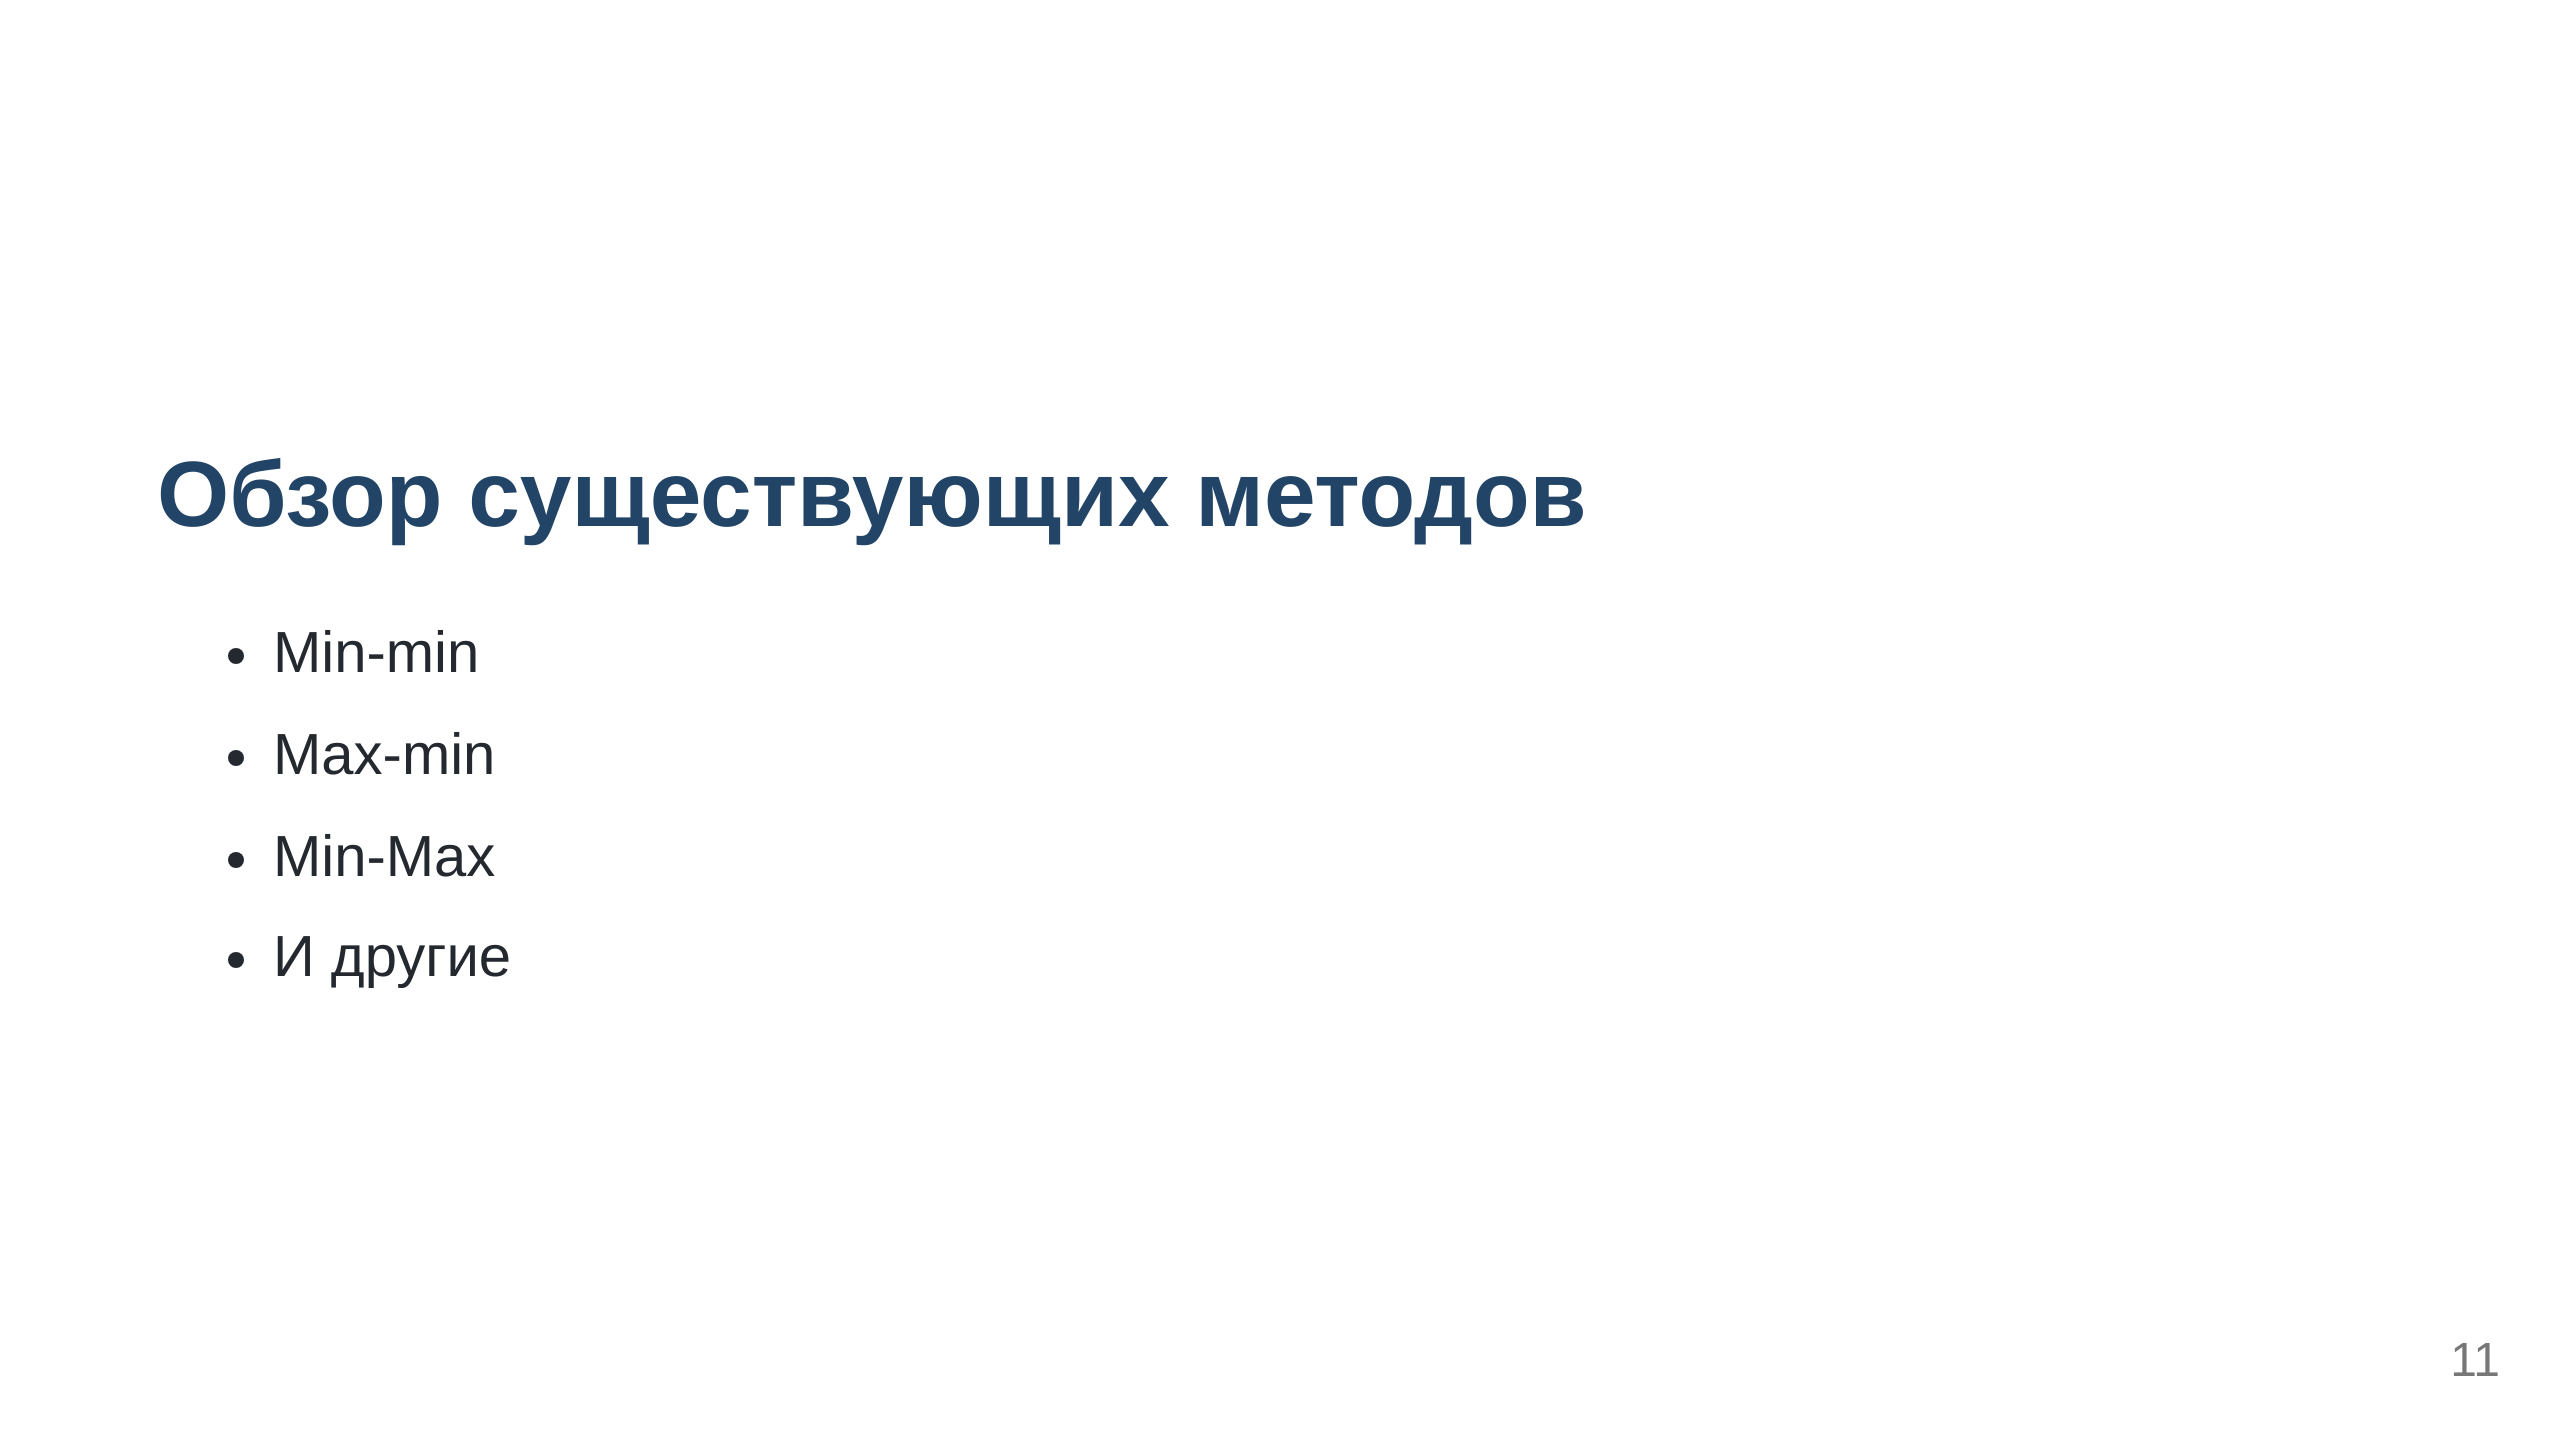 Обзор существующих методов
Min-min
Max-min
Min-Max
И другие
11